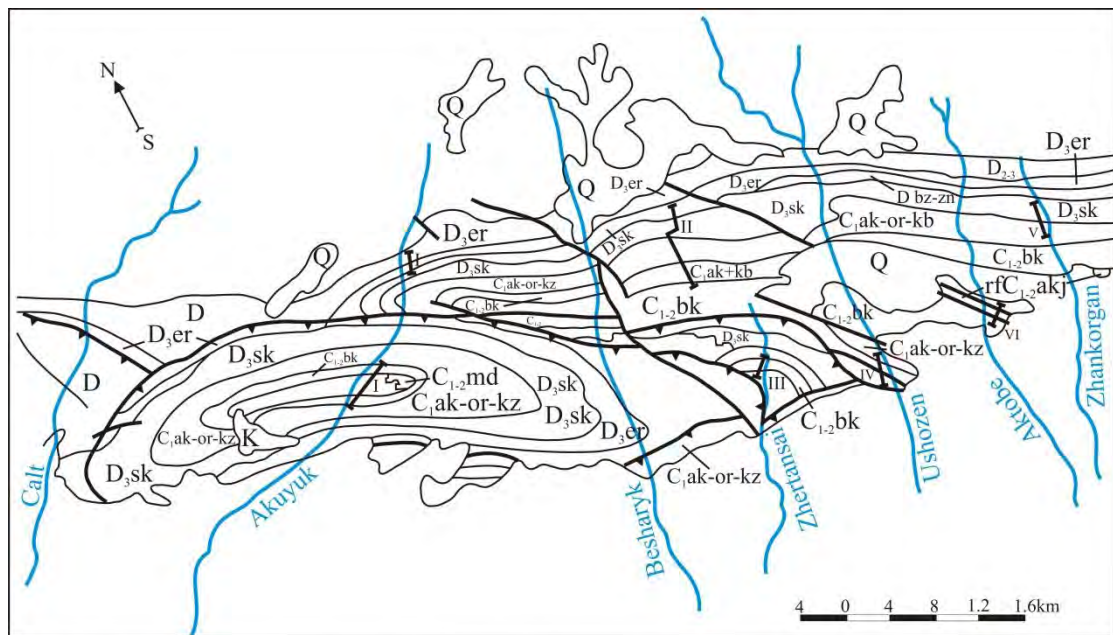 N
S
Q
Q
Q
Q
D₃er
D₂₋₃
D bz-zn
D₃er
D₃er
D₃sk
D₃sk
V
C₁ak-or-kb
C₁₋₂bk
II
D₃sk
C₁ak+kb
D₃er
D₃sk
C₁ak-or-kz
C₁₋₂bk
Q
Q
rfC₁₋₂akj
VI
C₁₋₂bk
C₁₋₂bk
C₁ak-or-kz
IV
D₃sk
III
C₁₋₂bk
D
D₃er
D
D₃sk
C₁₋₂bk
I
C₁₋₂md
C₁ak-or-kz
D₃sk
D₃sk
D₃er
C₁ak-or-kz
K
D₃sk
C₁ak-or-kz
Calt
Akuyuk
Besharyk
Zhertansai
Ushozen
Aktobe
Zhankorgan
4 0 4 8 1.2 1.6km